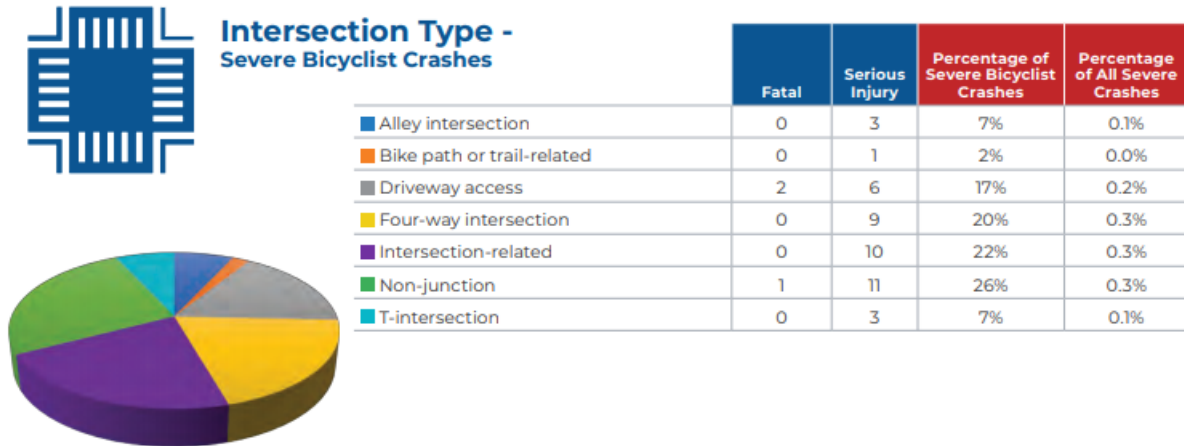 Intersection Type -
Severe Bicyclist Crashes
Fatal Serious Injury Percentage of Severe Bicyclist Crashes Percentage of All Severe Crashes
Alley intersection 0 3 7% 0.1%
Bike path or trail-related 0 1 2% 0.0%
Driveway access 2 6 17% 0.2%
Four-way intersection 0 9 20% 0.3%
Intersection-related 0 10 22% 0.3%
Non-junction 1 11 26% 0.3%
T-intersection 0 3 7% 0.1%